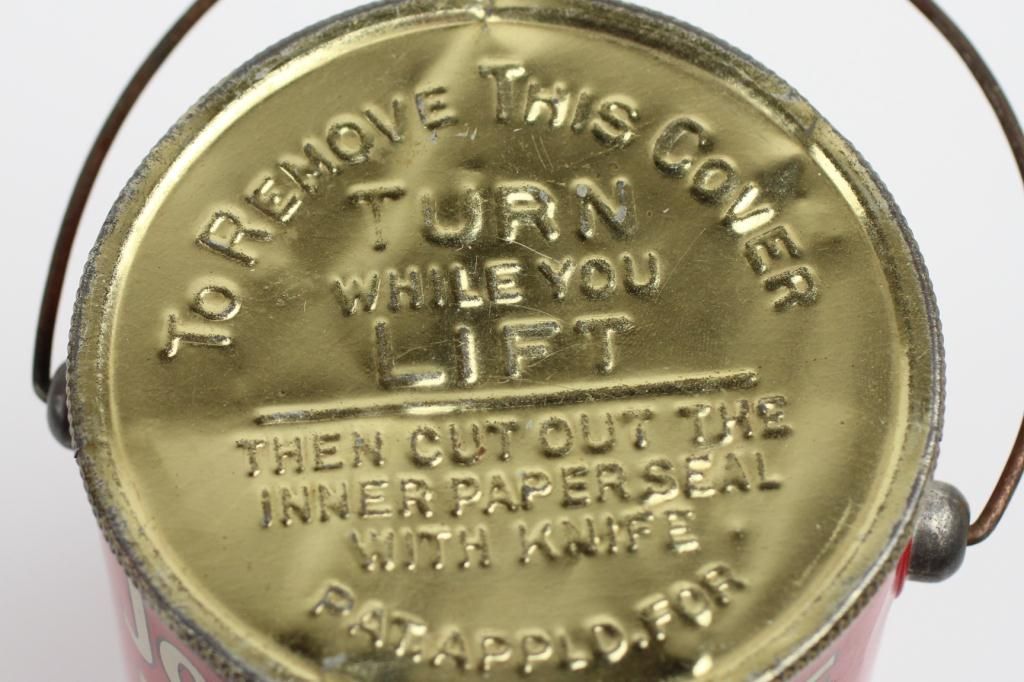 TO REMOVE THIS COVER
TURN
WHILE YOU
LIFT
THEN CUT OUT THE
INNER PAPER SEAL
WITH KNIFE
PAT. APPLD. FOR